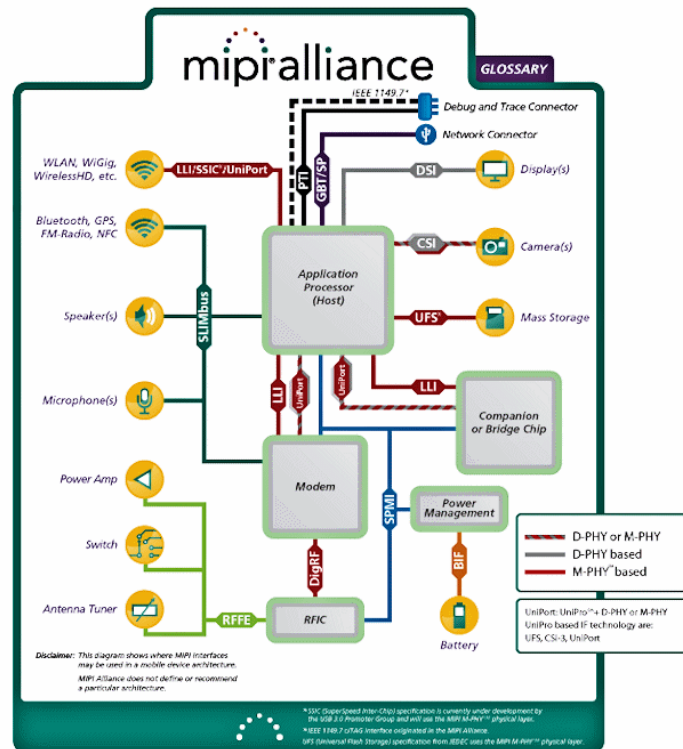 mipi alliance
GLOSSARY
IEEE 1149.7*
Debug and Trace Connector
Network Connector
WLAN, WiGig,
WirelessHD, etc.
LLI/SSIC*/UniPort
PTI
GBT/SP
DSI
Display(s)
Bluetooth, GPS,
FM-Radio, NFC
Application
Processor
(Host)
CSI
Camera(s)
Speaker(s)
SLIMbus
UFS*
Mass Storage
LLI
UniPort
UniPort
LLI
Microphone(s)
Companion
or Bridge Chip
Modem
Power Amp
SPMI
Power
Management
Switch
DigRF
BIF
D-PHY or M-PHY
D-PHY based
M-PHY™ based
Antenna Tuner
RFFE
RFIC
Battery
UniPort: UniPro℠+ D-PHY or M-PHY
UniPro based IF technology are:
UFS, CSI-3, UniPort
Disclaimer: This diagram shows where MIPI interfaces
may be used in a mobile device architecture.
MIPI Alliance does not define or recommend
a particular architecture.
*SSIC (SuperSpeed Inter-Chip) specification is currently under development by
the USB 3.0 Promoter Group and will use the MIPI M-PHY™ physical layer.
*IEEE 1149.7 cJTAG interface originated in the MIPI Alliance.
UFS (Universal Flash Storage) specification from JEDEC uses the MIPI M-PHY™ physical layer.